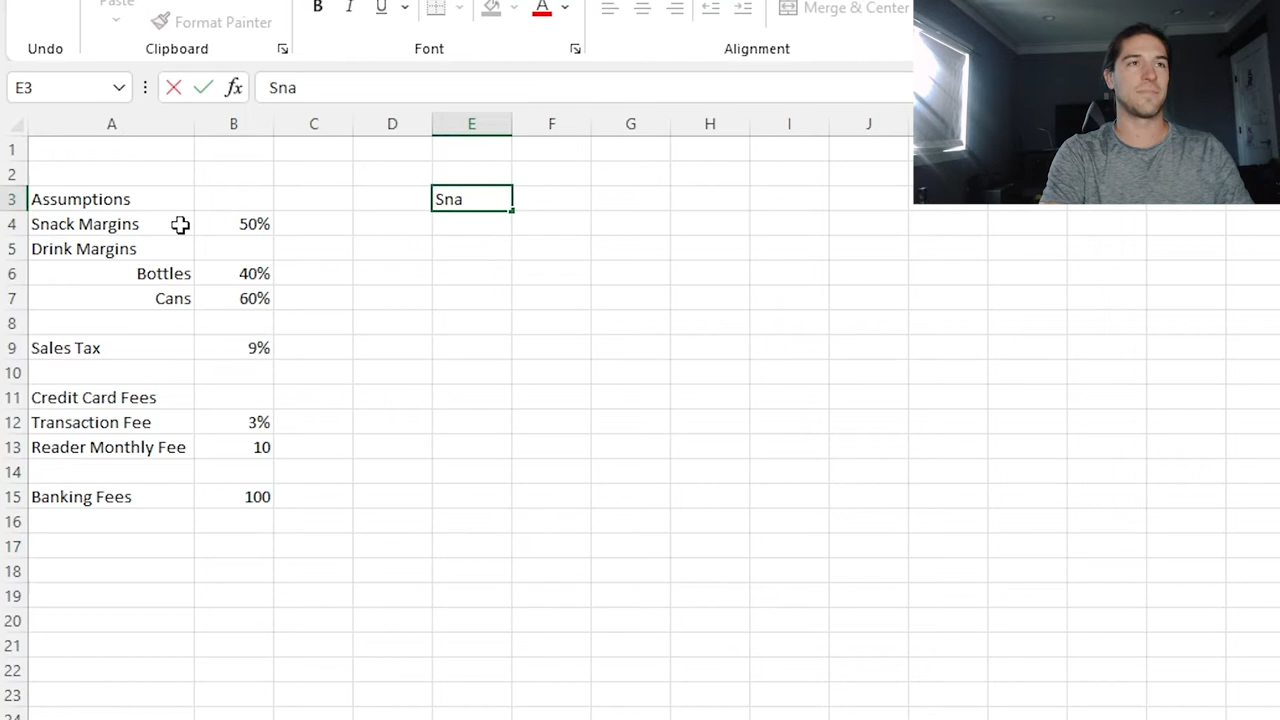 Paste
Format Painter
B I U A Merge & Center
Undo Clipboard Font Alignment
E3 fx Sna
A B C D E F G H I J
1
2
3 Assumptions Sna
4 Snack Margins 50%
5 Drink Margins
6 Bottles 40%
7 Cans 60%
8
9 Sales Tax 9%
10
11 Credit Card Fees
12 Transaction Fee 3%
13 Reader Monthly Fee 10
14
15 Banking Fees 100
16
17
18
19
20
21
22
23
24